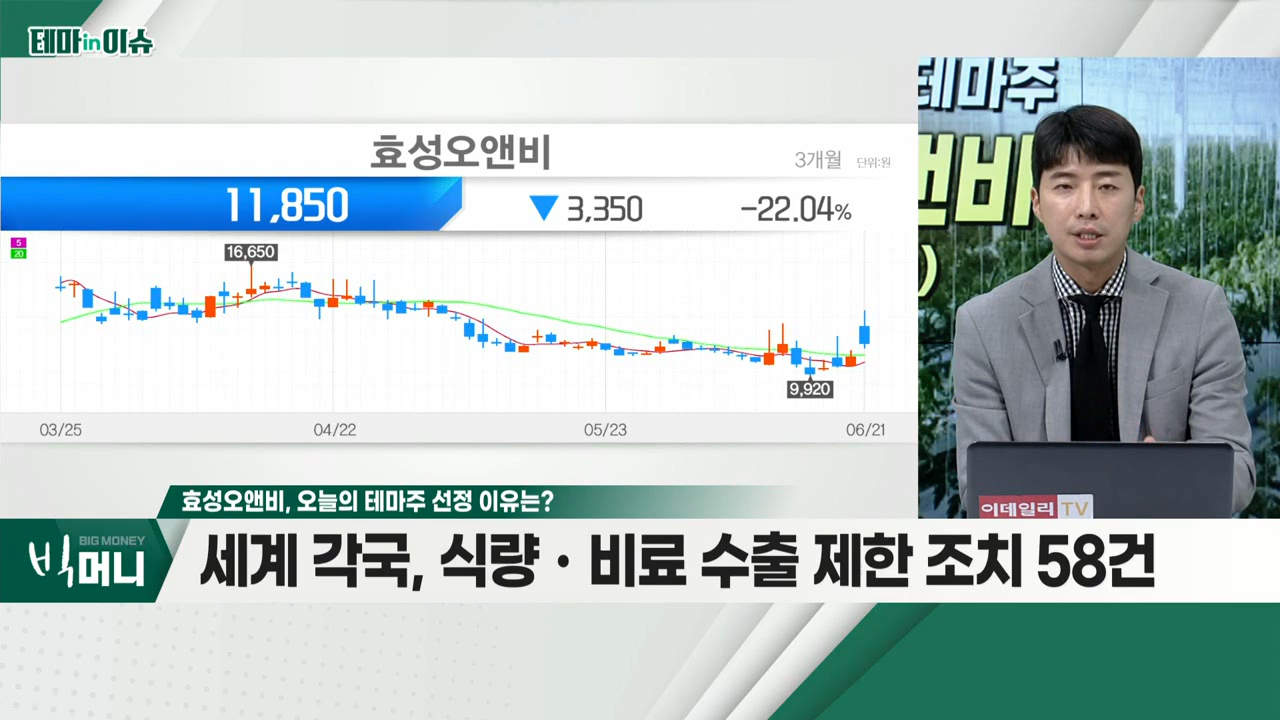 테마in이슈
효성오앤비
3개월 단위:원
11,850 ▼ 3,350 -22.04%
5
20
16,650
9,920
03/25 04/22 05/23 06/21
테마주
앤비
)
이데일리 TV
효성오앤비, 오늘의 테마주 선정 이유는?
BIG MONEY
빅머니
세계 각국, 식량·비료 수출 제한 조치 58건